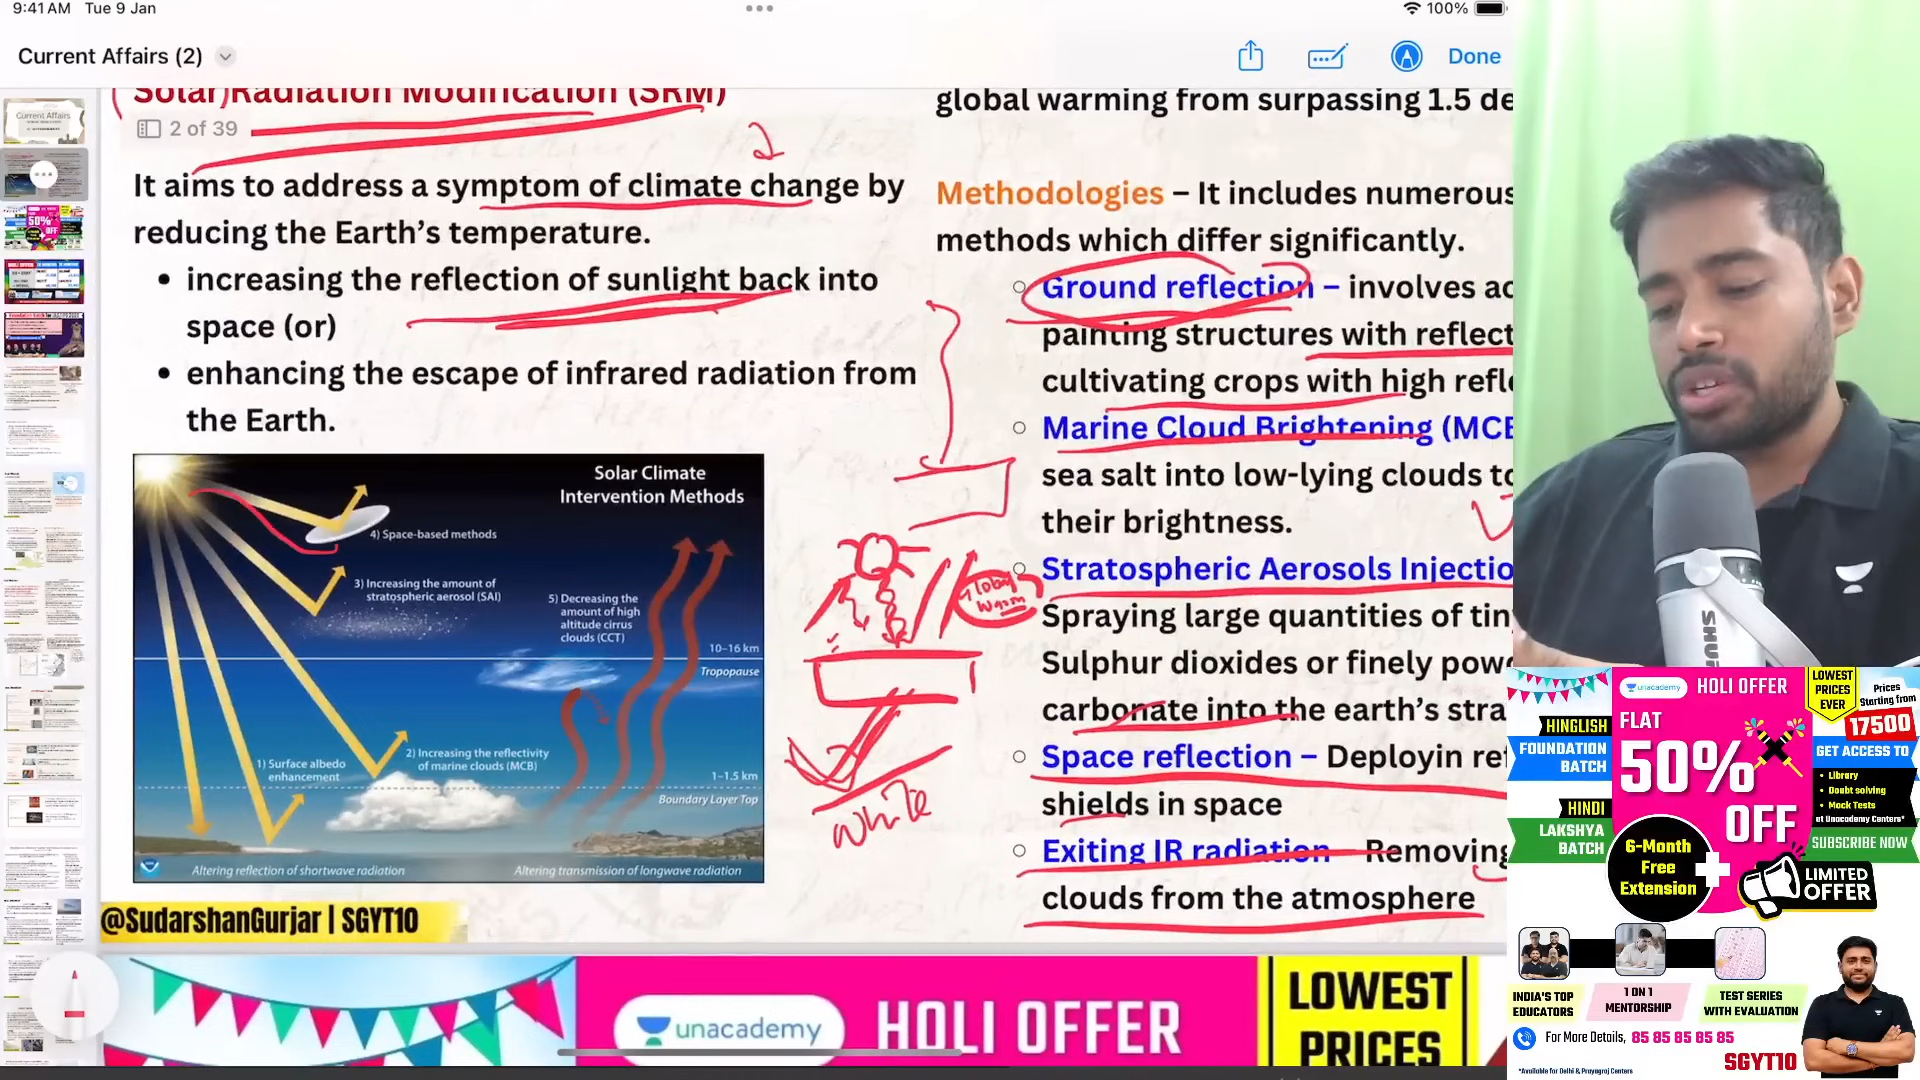 9:41 AM Tue 9 Jan
100%
Current Affairs (2)
Done
Solar Radiation Modification (SRM)
2 of 39
It aims to address a symptom of climate change by
reducing the Earth's temperature.
increasing the reflection of sunlight back into
space (or)
enhancing the escape of infrared radiation from
the Earth.
Solar Climate
Intervention Methods
4) Space-based methods
3) Increasing the amount of
stratospheric aerosol (SAI)
5) Decreasing the
amount of high
altitude cirrus
clouds (CCT)
10–16 km
Tropopause
2) Increasing the reflectivity
of marine clouds (MCB)
1) Surface albedo
enhancement
1–1.5 km
Boundary Layer Top
Altering reflection of shortwave radiation
Altering transmission of longwave radiation
@SudarshanGurjar | SGYT10
White
global warming from surpassing 1.5 de
Methodologies – It includes numerous
methods which differ significantly.
Ground reflection – involves ad
painting structures with reflect
cultivating crops with high refle
Marine Cloud Brightening (MCB
sea salt into low-lying clouds to
their brightness.
Stratospheric Aerosols Injectio
Spraying large quantities of tin
Sulphur dioxides or finely powd
carbonate into the earth's stra
Space reflection – Deployin ref
shields in space
Exiting IR radiation Removing
clouds from the atmosphere
unacademy
HOLI OFFER
LOWEST
PRICES
SHUR
unacademy HOLI OFFER
LOWEST
PRICES
EVER
Prices
Starting from
17500
HINGLISH
FOUNDATION
BATCH
FLAT
50%
OFF
GET ACCESS TO
Library
Doubt solving
Mock Tests
at Unacademy Centers*
HINDI
LAKSHYA
BATCH
SUBSCRIBE NOW
6-Month
Free
Extension
LIMITED
OFFER
INDIA'S TOP
EDUCATORS
1 ON 1
MENTORSHIP
TEST SERIES
WITH EVALUATION
For More Details, 85 85 85 85 85
SGYT10
*Available for Delhi & Prayagraj Centers